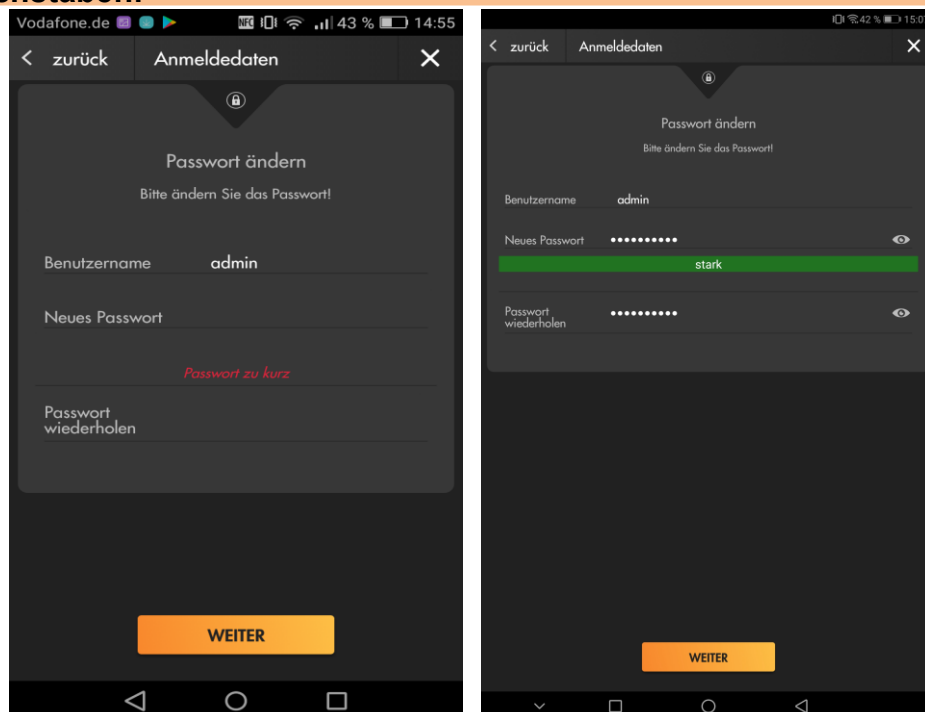 Vodafone.de 43 % 14:55
zurück Anmeldedaten
Passwort ändern
Bitte ändern Sie das Passwort!
Benutzername admin
Neues Passwort
Passwort zu kurz
Passwort
wiederholen
WEITER
42 %
zurück Anmeldedaten
Passwort ändern
Bitte ändern Sie das Passwort!
Benutzername admin
Neues Passwort ••••••••••
stark
Passwort
wiederholen ••••••••••
WEITER